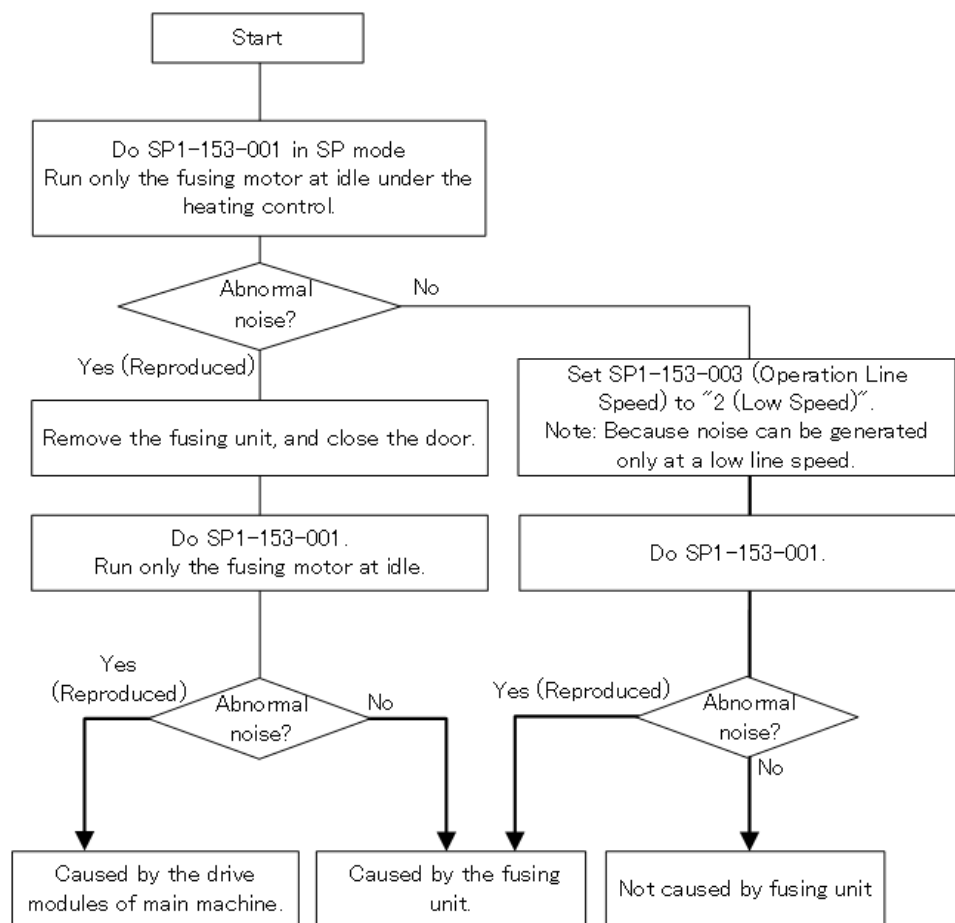 Start
Do SP1-153-001 in SP mode
Run only the fusing motor at idle under the
heating control.
Abnormal
noise?
No
Yes (Reproduced)
Set SP1-153-003 (Operation Line
Speed) to "2 (Low Speed)".
Note: Because noise can be generated
only at a low line speed.
Remove the fusing unit, and close the door.
Do SP1-153-001.
Run only the fusing motor at idle.
Do SP1-153-001.
Yes
(Reproduced)
Abnormal
noise?
No
Yes (Reproduced)
Abnormal
noise?
No
Caused by the drive
modules of main machine.
Caused by the fusing
unit.
Not caused by fusing unit